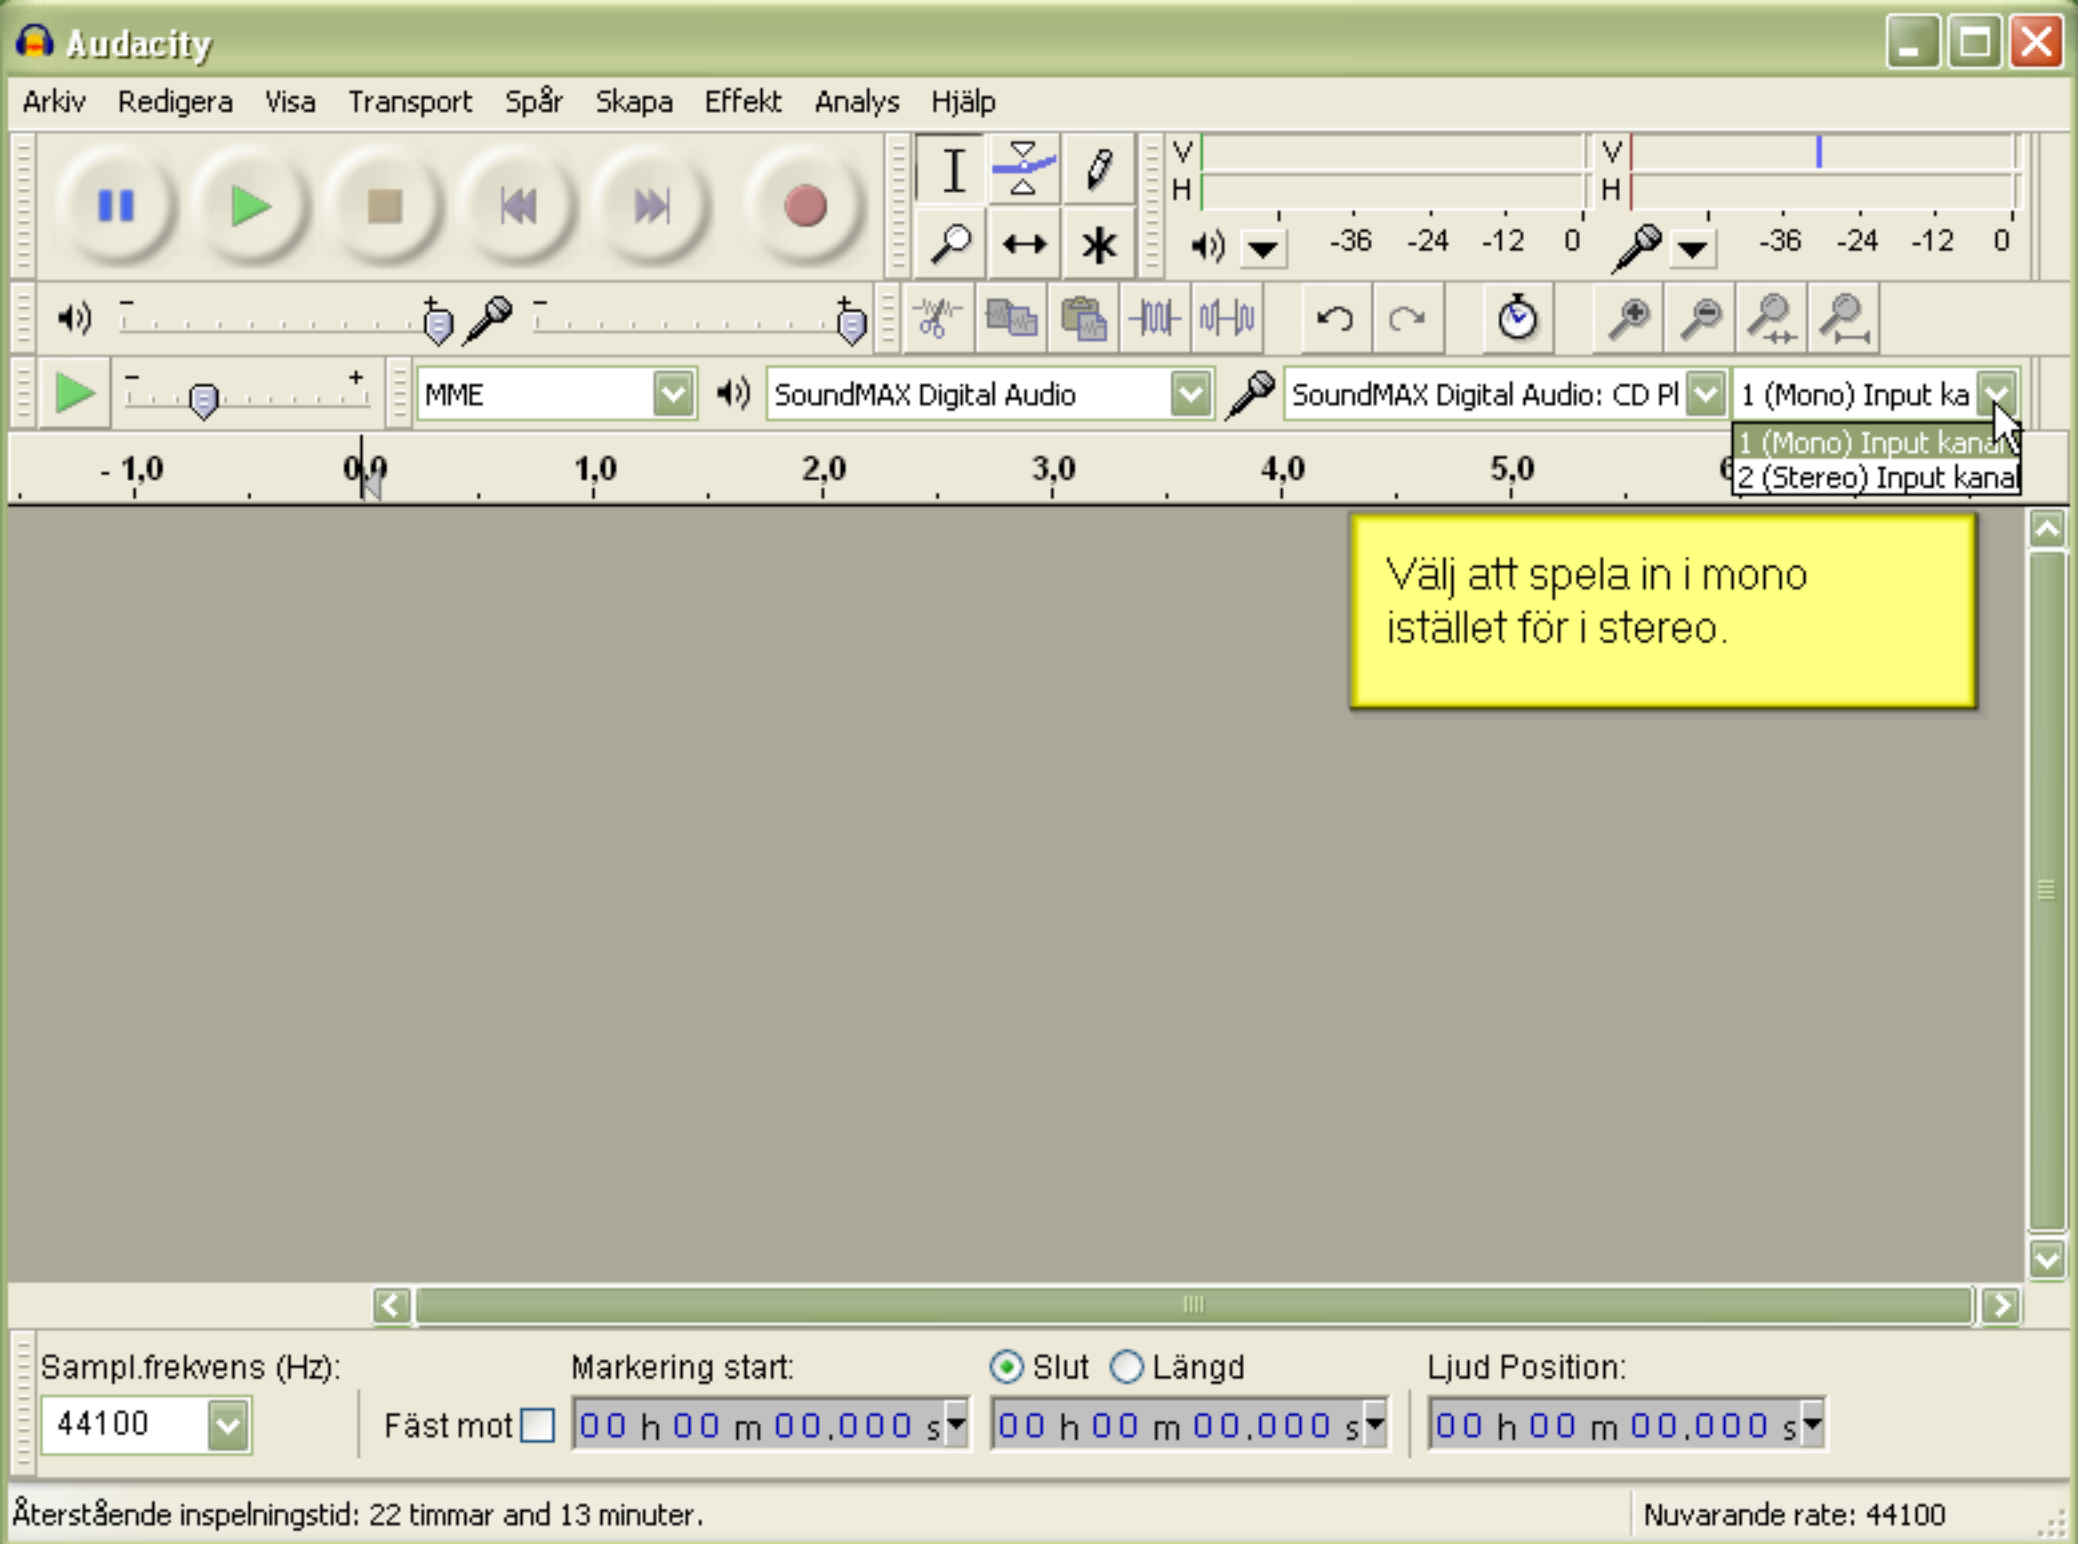 Audacity
Arkiv Redigera Visa Transport Spår Skapa Effekt Analys Hjälp
V
H
-36 -24 -12 0
V
H
-36 -24 -12 0
- +
- +
- +
MME
SoundMAX Digital Audio
SoundMAX Digital Audio: CD Pl
1 (Mono) Input ka
1 (Mono) Input kanal
2 (Stereo) Input kanal
- 1,0 0,0 1,0 2,0 3,0 4,0 5,0
Välj att spela in i mono
istället för i stereo.
Sampl.frekvens (Hz): Markering start: Slut Längd Ljud Position:
44100 Fäst mot 00 h 00 m 00.000 s 00 h 00 m 00.000 s 00 h 00 m 00.000 s
Återstående inspelningstid: 22 timmar and 13 minuter. Nuvarande rate: 44100